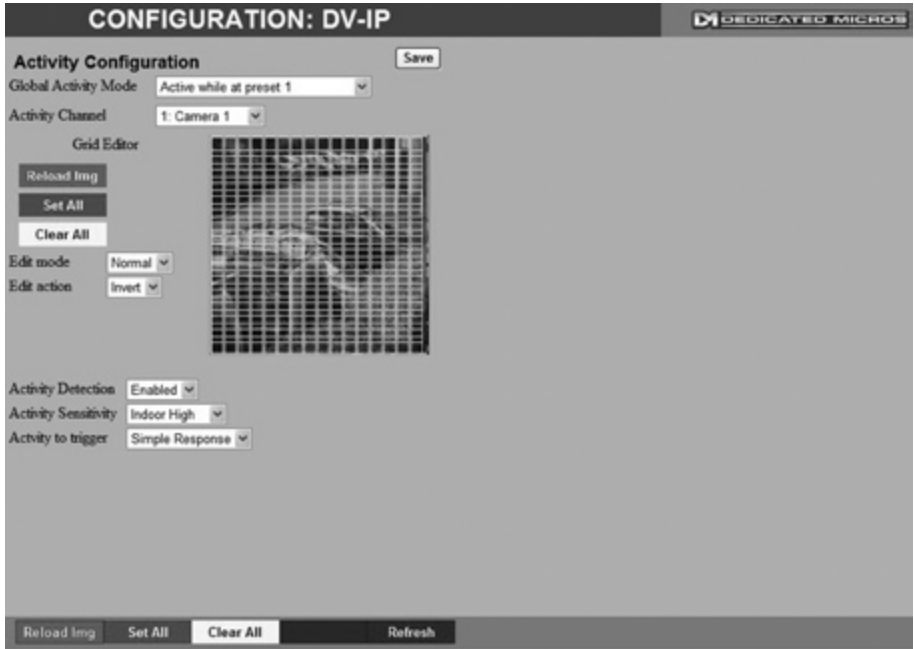 CONFIGURATION: DV-IP
DEDICATED MICROS
Activity Configuration Save
Global Activity Mode Active while at preset 1
Activity Channel 1: Camera 1
Grid Editor
Reload Img
Set All
Clear All
Edit mode Normal
Edit action Invert
Activity Detection Enabled
Activity Sensitivity Indoor High
Actvity to trigger Simple Response
Reload Img Set All Clear All Refresh